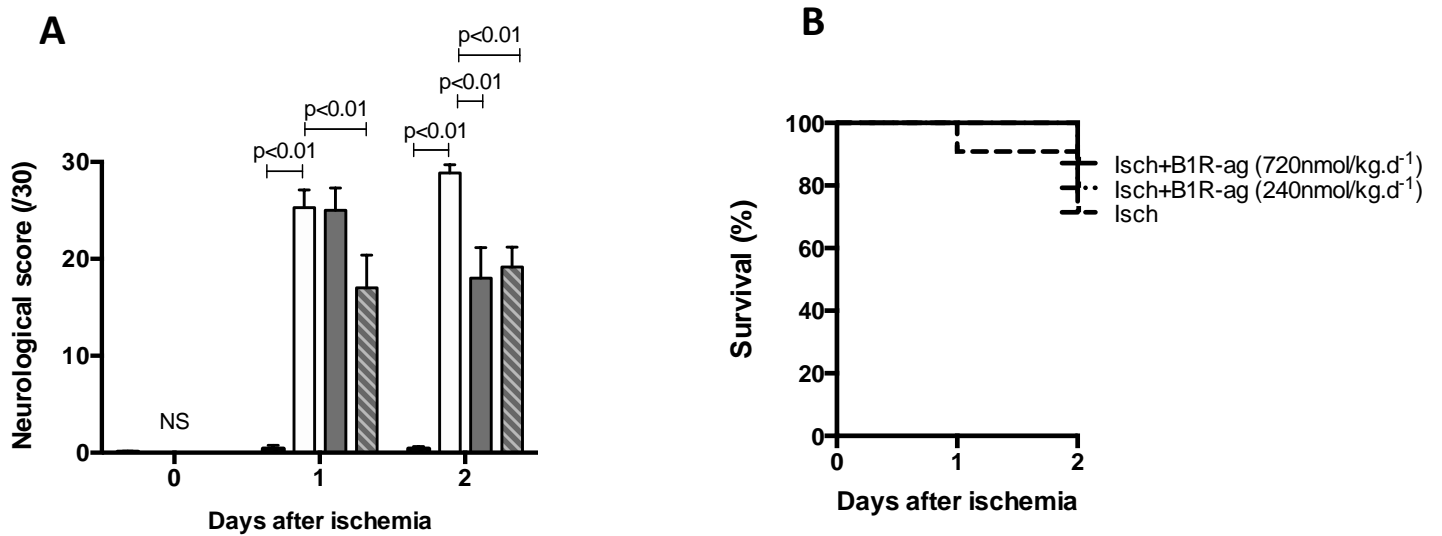 A
p<0.01
p<0.01
p<0.01
p<0.01
p<0.01
Neurological score (/30)
30
20
10
0
NS
0
1
2
Days after ischemia
B
Survival (%)
100
80
60
40
20
0
0
1
2
Days after ischemia
Isch+B1R-ag (720nmol/kg.d⁻¹)
Isch+B1R-ag (240nmol/kg.d⁻¹)
Isch